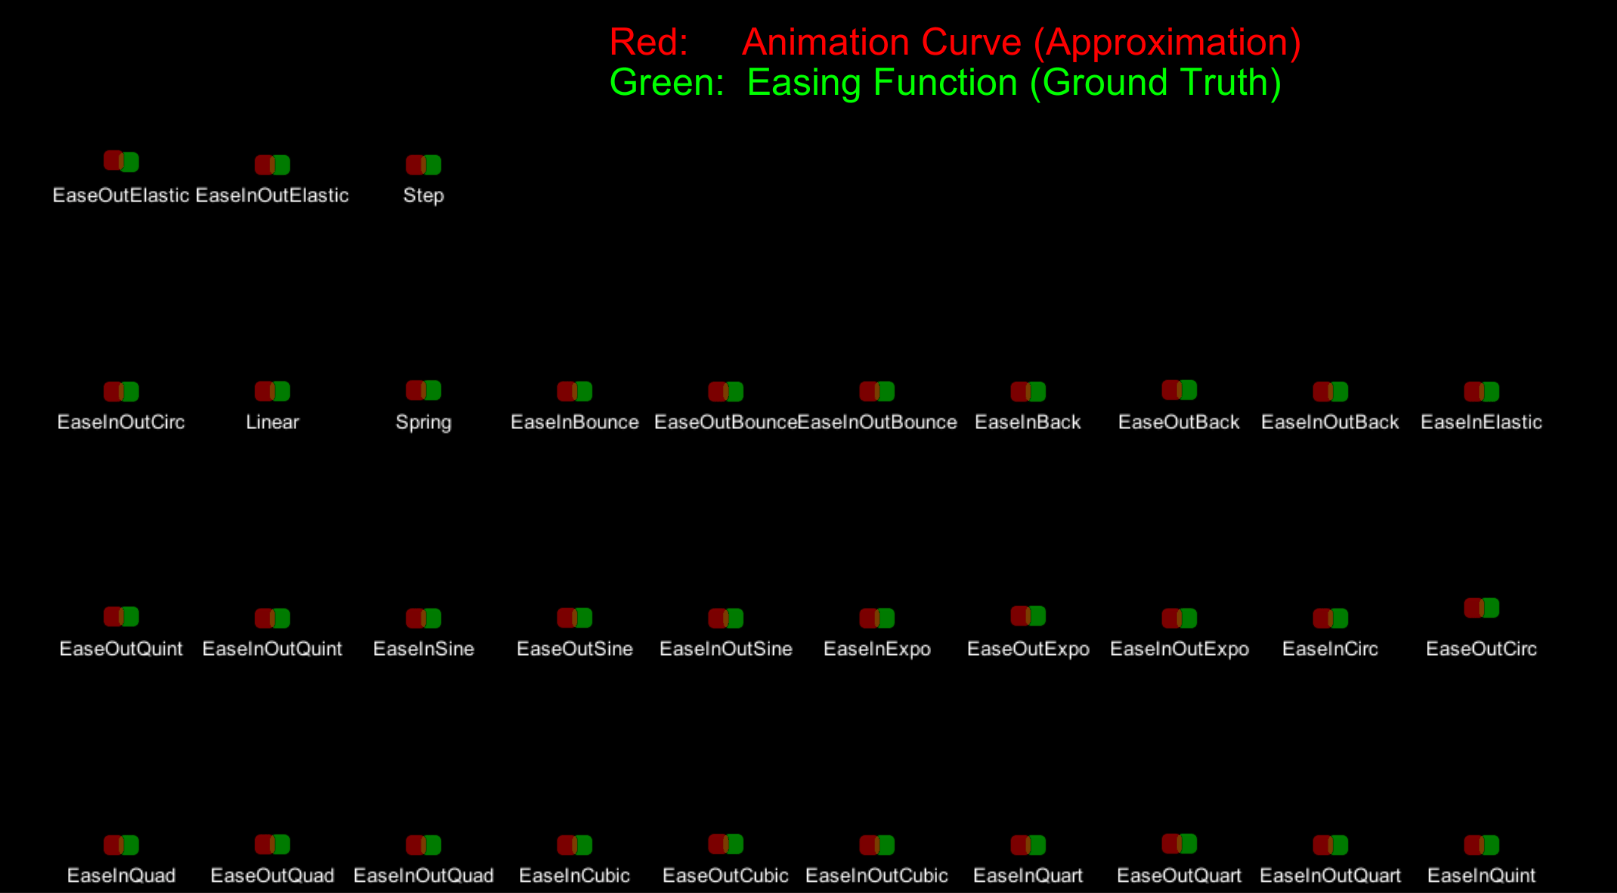 Red: Animation Curve (Approximation)
Green: Easing Function (Ground Truth)
EaseOutElastic EaseInOutElastic Step
EaseInOutCirc Linear Spring EaseInBounce EaseOutBounce EaseInOutBounce EaseInBack EaseOutBack EaseInOutBack EaseInElastic
EaseOutQuint EaseInOutQuint EaseInSine EaseOutSine EaseInOutSine EaseInExpo EaseOutExpo EaseInOutExpo EaseInCirc EaseOutCirc
EaseInQuad EaseOutQuad EaseInOutQuad EaseInCubic EaseOutCubic EaseInOutCubic EaseInQuart EaseOutQuart EaseInOutQuart EaseInQuint